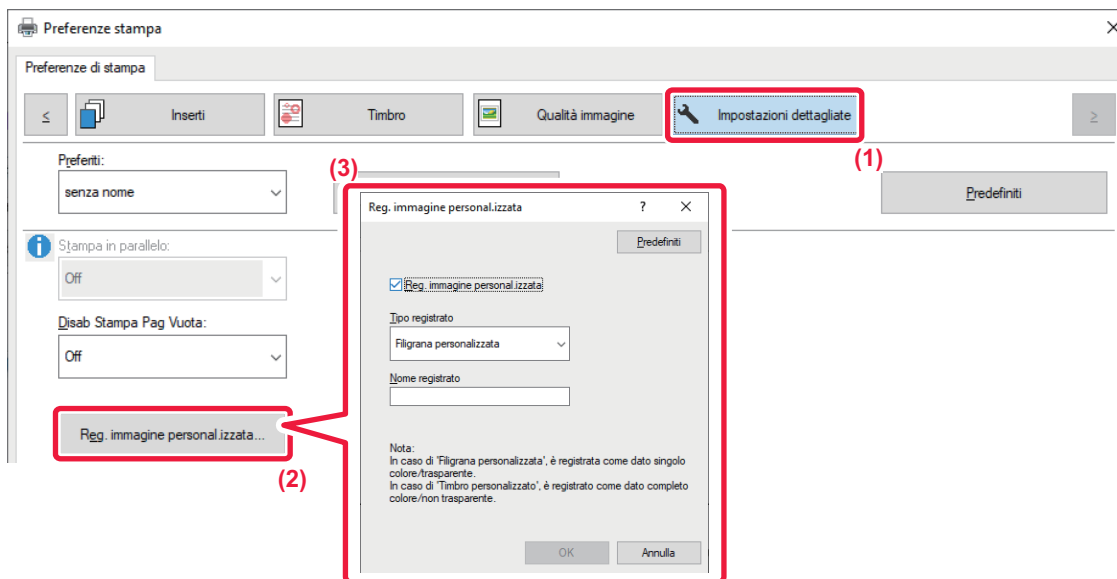 Preferenze stampa
Preferenze di stampa
<
Inserti
Timbro
Qualità immagine
Impostazioni dettagliate
>
(1)
Preferiti:
senza nome
(3)
Predefiniti
Stampa in parallelo:
Off
Disab Stampa Pag Vuota:
Off
Reg. immagine personal.izzata...
(2)
Reg. immagine personal.izzata
?
Predefiniti
Reg. immagine personal.izzata
Tipo registrato
Filigrana personalizzata
Nome registrato
Nota:
In caso di 'Filigrana personalizzata', è registrata come dato singolo
colore/trasparente.
In caso di 'Timbro personalizzato', è registrato come dato completo
colore/non trasparente.
OK
Annulla